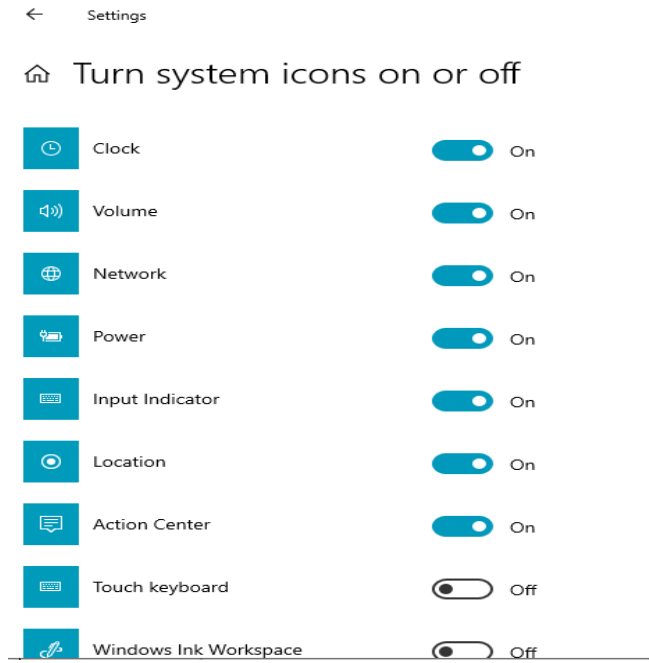 Settings
Turn system icons on or off
Clock On
Volume On
Network On
Power On
Input Indicator On
Location On
Action Center On
Touch keyboard Off
Windows Ink Workspace Off